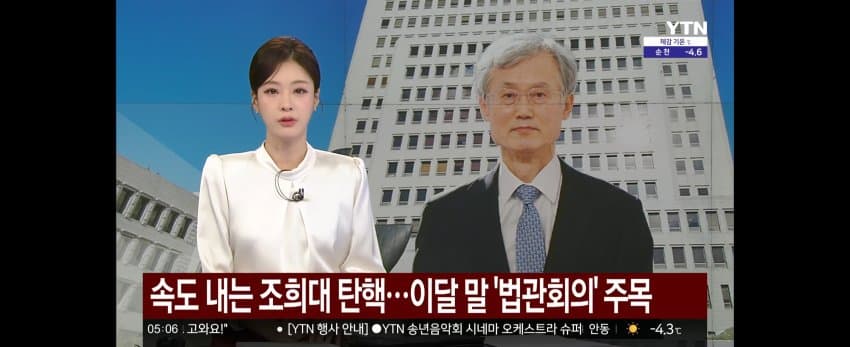 YTN
체감 기온 ℃
순 천 -4.6
속도 내는 조희대 탄핵…이달 말 '법관회의' 주목
05:06 . 고와요!" • [YTN 행사 안내] ●YTN 송년음악회 시네마 오케스트라 슈퍼 안동 -4.3℃